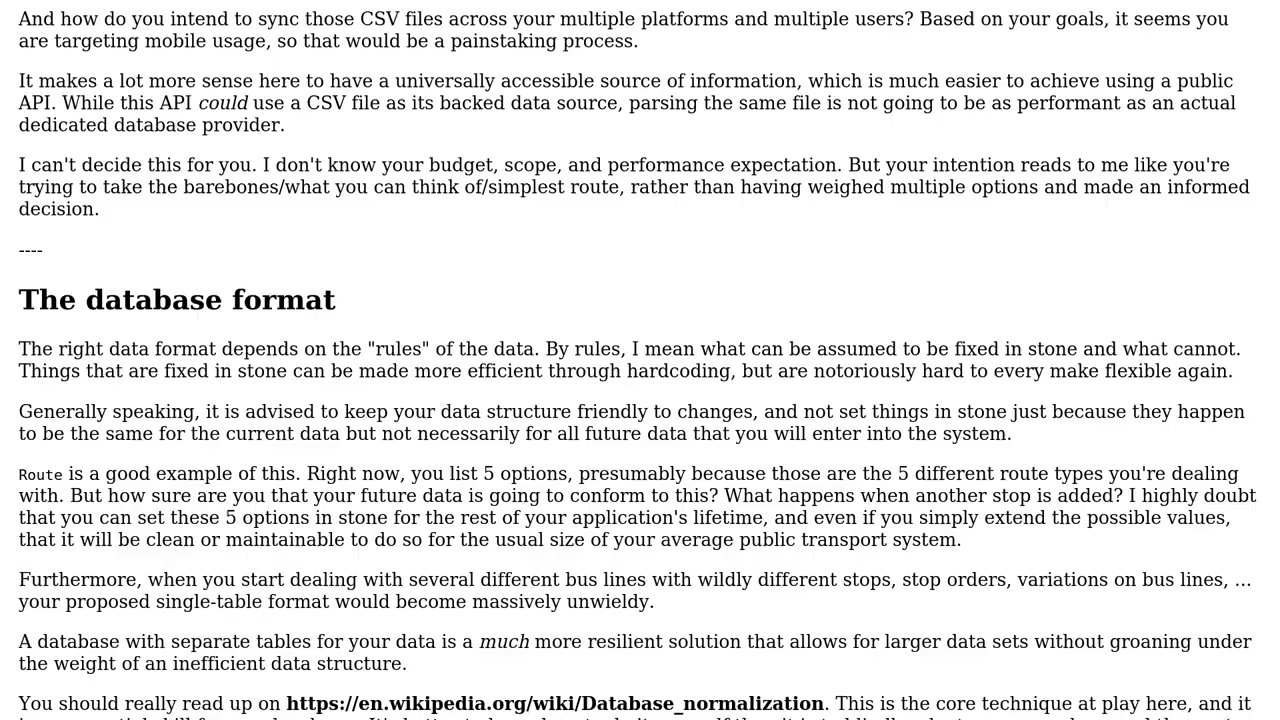 And how do you intend to sync those CSV files across your multiple platforms and multiple users? Based on your goals, it seems you
are targeting mobile usage, so that would be a painstaking process.
It makes a lot more sense here to have a universally accessible source of information, which is much easier to achieve using a public
API. While this API could use a CSV file as its backed data source, parsing the same file is not going to be as performant as an actual
dedicated database provider.
I can't decide this for you. I don't know your budget, scope, and performance expectation. But your intention reads to me like you're
trying to take the barebones/what you can think of/simplest route, rather than having weighed multiple options and made an informed
decision.
----
The database format
The right data format depends on the "rules" of the data. By rules, I mean what can be assumed to be fixed in stone and what cannot.
Things that are fixed in stone can be made more efficient through hardcoding, but are notoriously hard to every make flexible again.
Generally speaking, it is advised to keep your data structure friendly to changes, and not set things in stone just because they happen
to be the same for the current data but not necessarily for all future data that you will enter into the system.
Route is a good example of this. Right now, you list 5 options, presumably because those are the 5 different route types you're dealing
with. But how sure are you that your future data is going to conform to this? What happens when another stop is added? I highly doubt
that you can set these 5 options in stone for the rest of your application's lifetime, and even if you simply extend the possible values,
that it will be clean or maintainable to do so for the usual size of your average public transport system.
Furthermore, when you start dealing with several different bus lines with wildly different stops, stop orders, variations on bus lines, ...
your proposed single-table format would become massively unwieldy.
A database with separate tables for your data is a much more resilient solution that allows for larger data sets without groaning under
the weight of an inefficient data structure.
You should really read up on https://en.wikipedia.org/wiki/Database_normalization. This is the core technique at play here, and it